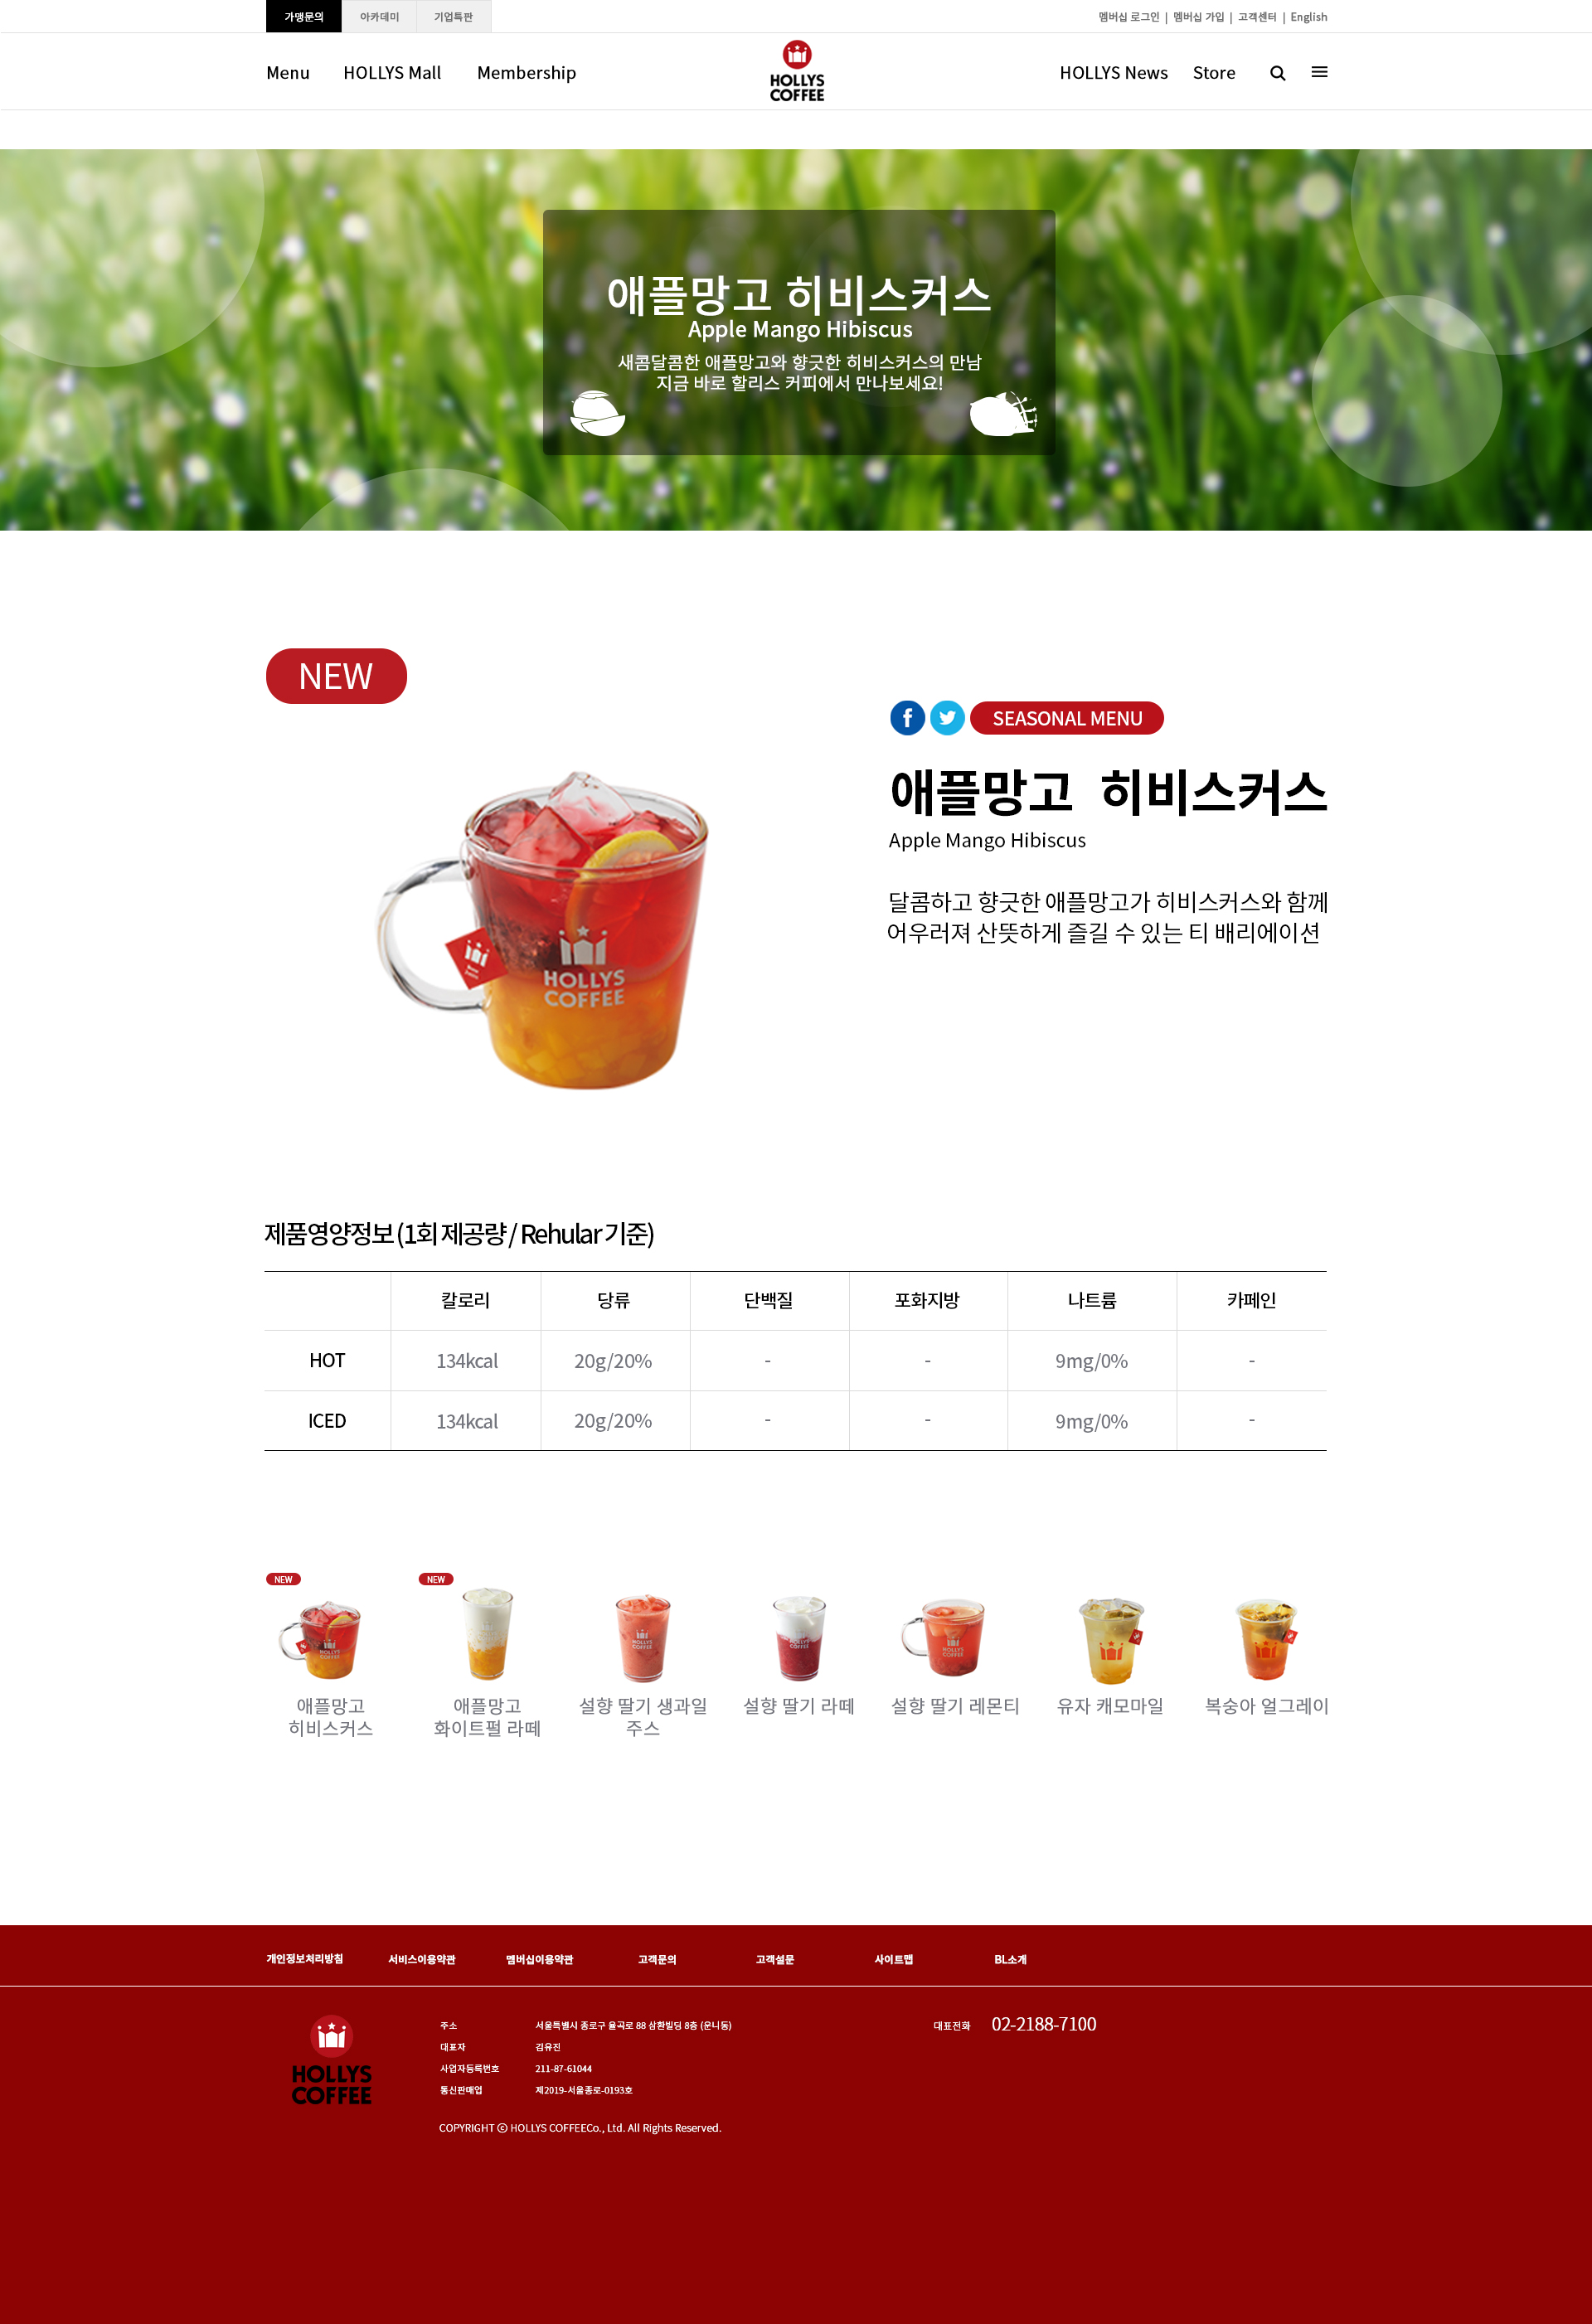 가맹문의 아카데미 기업특판 멤버십 로그인 | 멤버십 가입 | 고객센터 | English
Menu HOLLYS Mall Membership HOLLYS COFFEE HOLLYS News Store
애플망고 히비스커스
Apple Mango Hibiscus
새콤달콤한 애플망고와 향긋한 히비스커스의 만남
지금 바로 할리스 커피에서 만나보세요!
NEW
SEASONAL MENU
애플망고 히비스커스
Apple Mango Hibiscus
달콤하고 향긋한 애플망고가 히비스커스와 함께
어우러져 산뜻하게 즐길 수 있는 티 배리에이션
HOLLYS
COFFEE
제품영양정보 (1회 제공량 / Rehular 기준)
칼로리 당류 단백질 포화지방 나트륨 카페인
HOT 134kcal 20g/20% - - 9mg/0% -
ICED 134kcal 20g/20% - - 9mg/0% -
NEW NEW
애플망고
히비스커스
애플망고
화이트펄 라떼
설향 딸기 생과일
주스
설향 딸기 라떼
설향 딸기 레몬티
유자 캐모마일
복숭아 얼그레이
개인정보처리방침 서비스이용약관 멤버십이용약관 고객문의 고객설문 사이트맵 BL소개
HOLLYS
COFFEE
주소 서울특별시 종로구 율곡로 88 삼환빌딩 8층 (운니동)
대표자 김유진
사업자등록번호 211-87-61044
통신판매업 제2019-서울종로-0193호
대표전화 02-2188-7100
COPYRIGHT ⓒ HOLLYS COFFEECo., Ltd. All Rights Reserved.